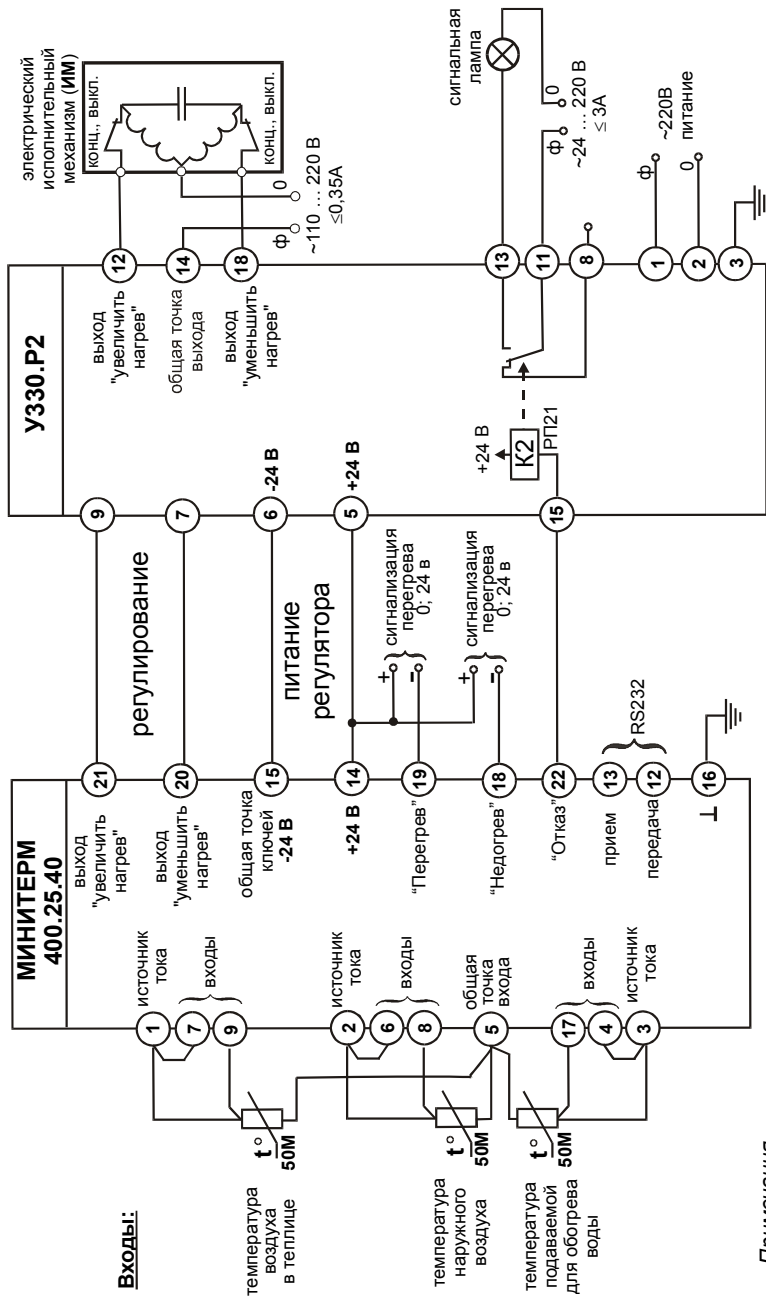 Входы:
температура
воздуха
в теплице
t°
50М
температура
наружного
воздуха
t°
50М
температура
подаваемой
для обогрева
воды
t°
50М
МИНИТЕРМ
400.25.40
1
источник
тока
7
входы
9
2
источник
тока
6
входы
8
5
общая
точка
входа
17
входы
4
3
источник
тока
выход
"увеличить
нагрев"
21
выход
"уменьшить
нагрев"
20
общая точка
ключей
-24 В
15
+24 В
14
"Перегрев"
19
"Недогрев"
18
"Отказ"
22
прием
13
передача
12
RS232
16
регулирование
питание
регулятора
+
-
сигнализация
перегрева
0; 24 в
+
-
сигнализация
перегрева
0; 24 в
У330.Р2
9
7
6
-24 В
5
+24 В
15
+24 В
К2
РП21
выход
"увеличить
нагрев"
12
общая точка
выхода
14
выход
"уменьшить
нагрев"
18
13
11
8
1
2
3
электрический
исполнительный
механизм (ИМ)
конц., выкл.
конц., выкл.
ф
0
~110 ... 220 В
≤0,35А
сигнальная
лампа
ф
0
~24 ... 220 В
≤ 3А
ф
0
~220В
питание
Примечания